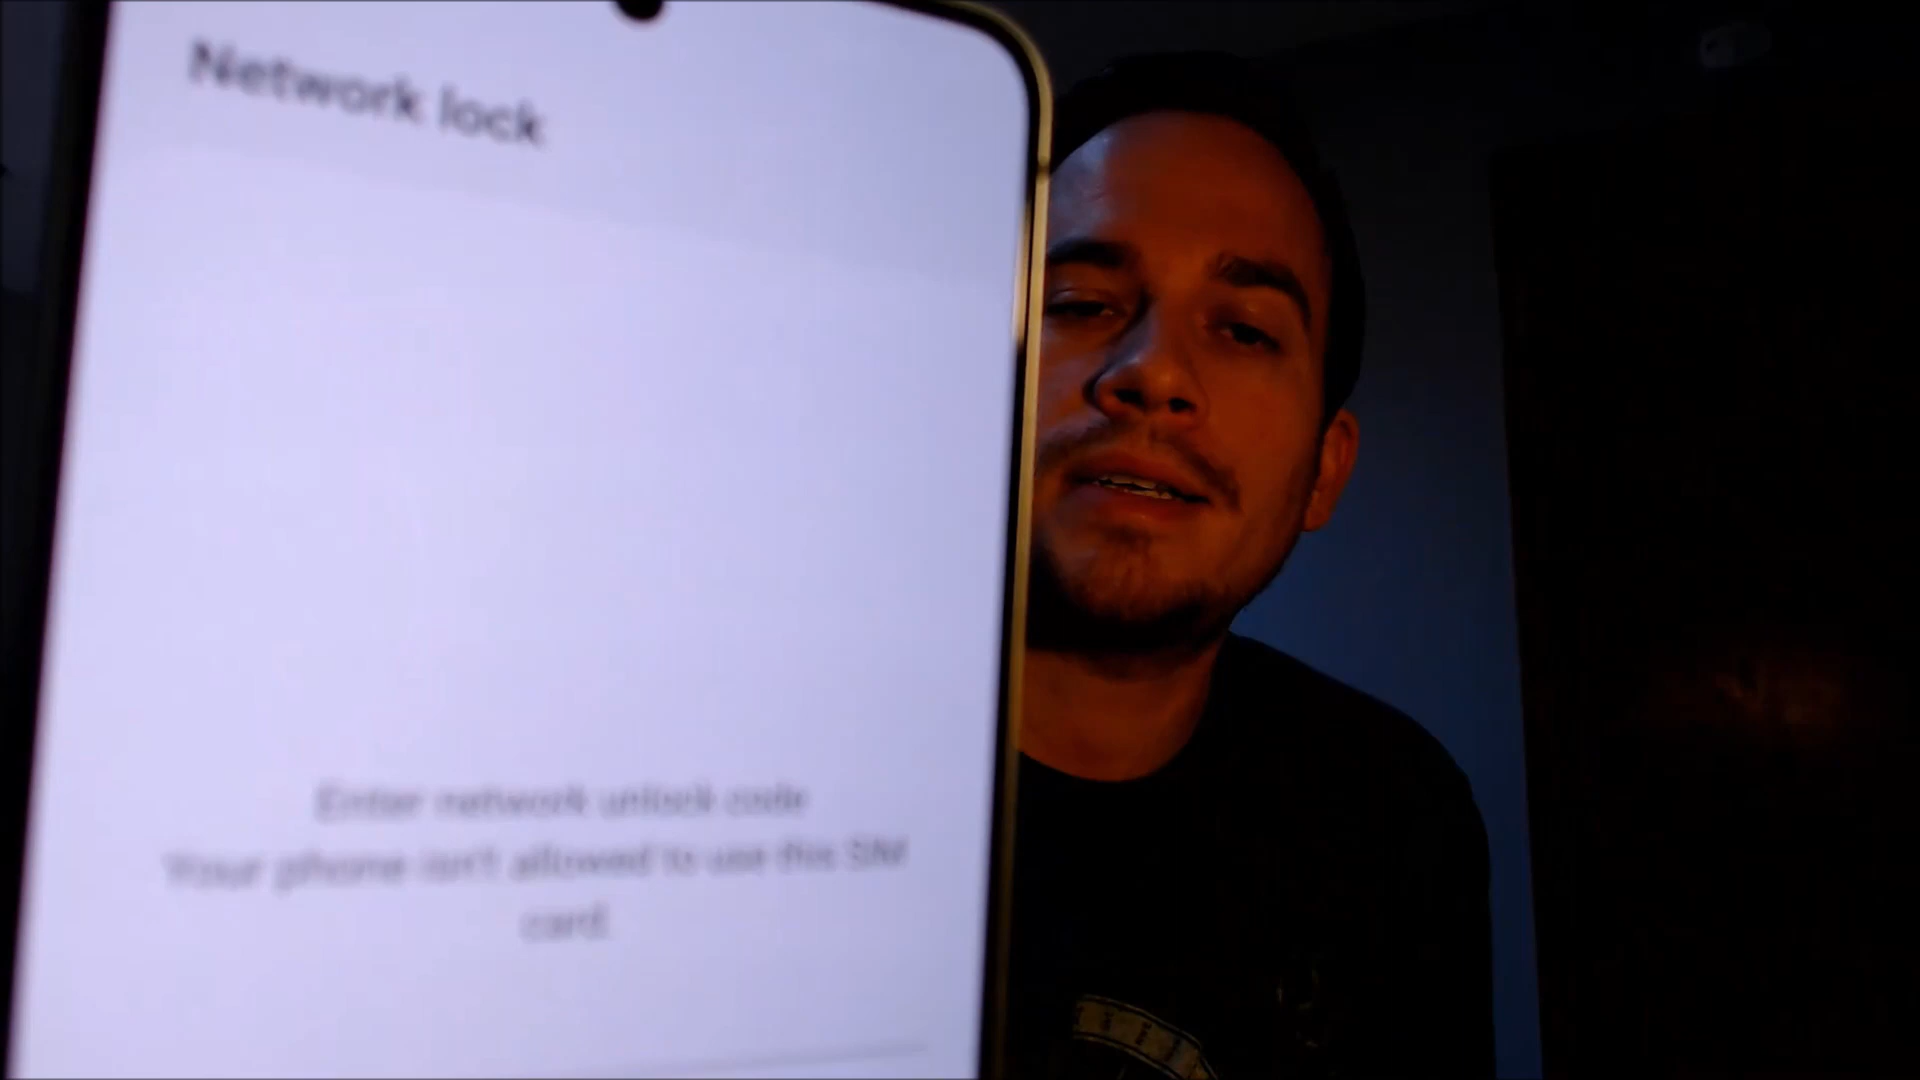 Network lock
Enter network unlock code
Your phone isn't allowed to use this SIM
card.